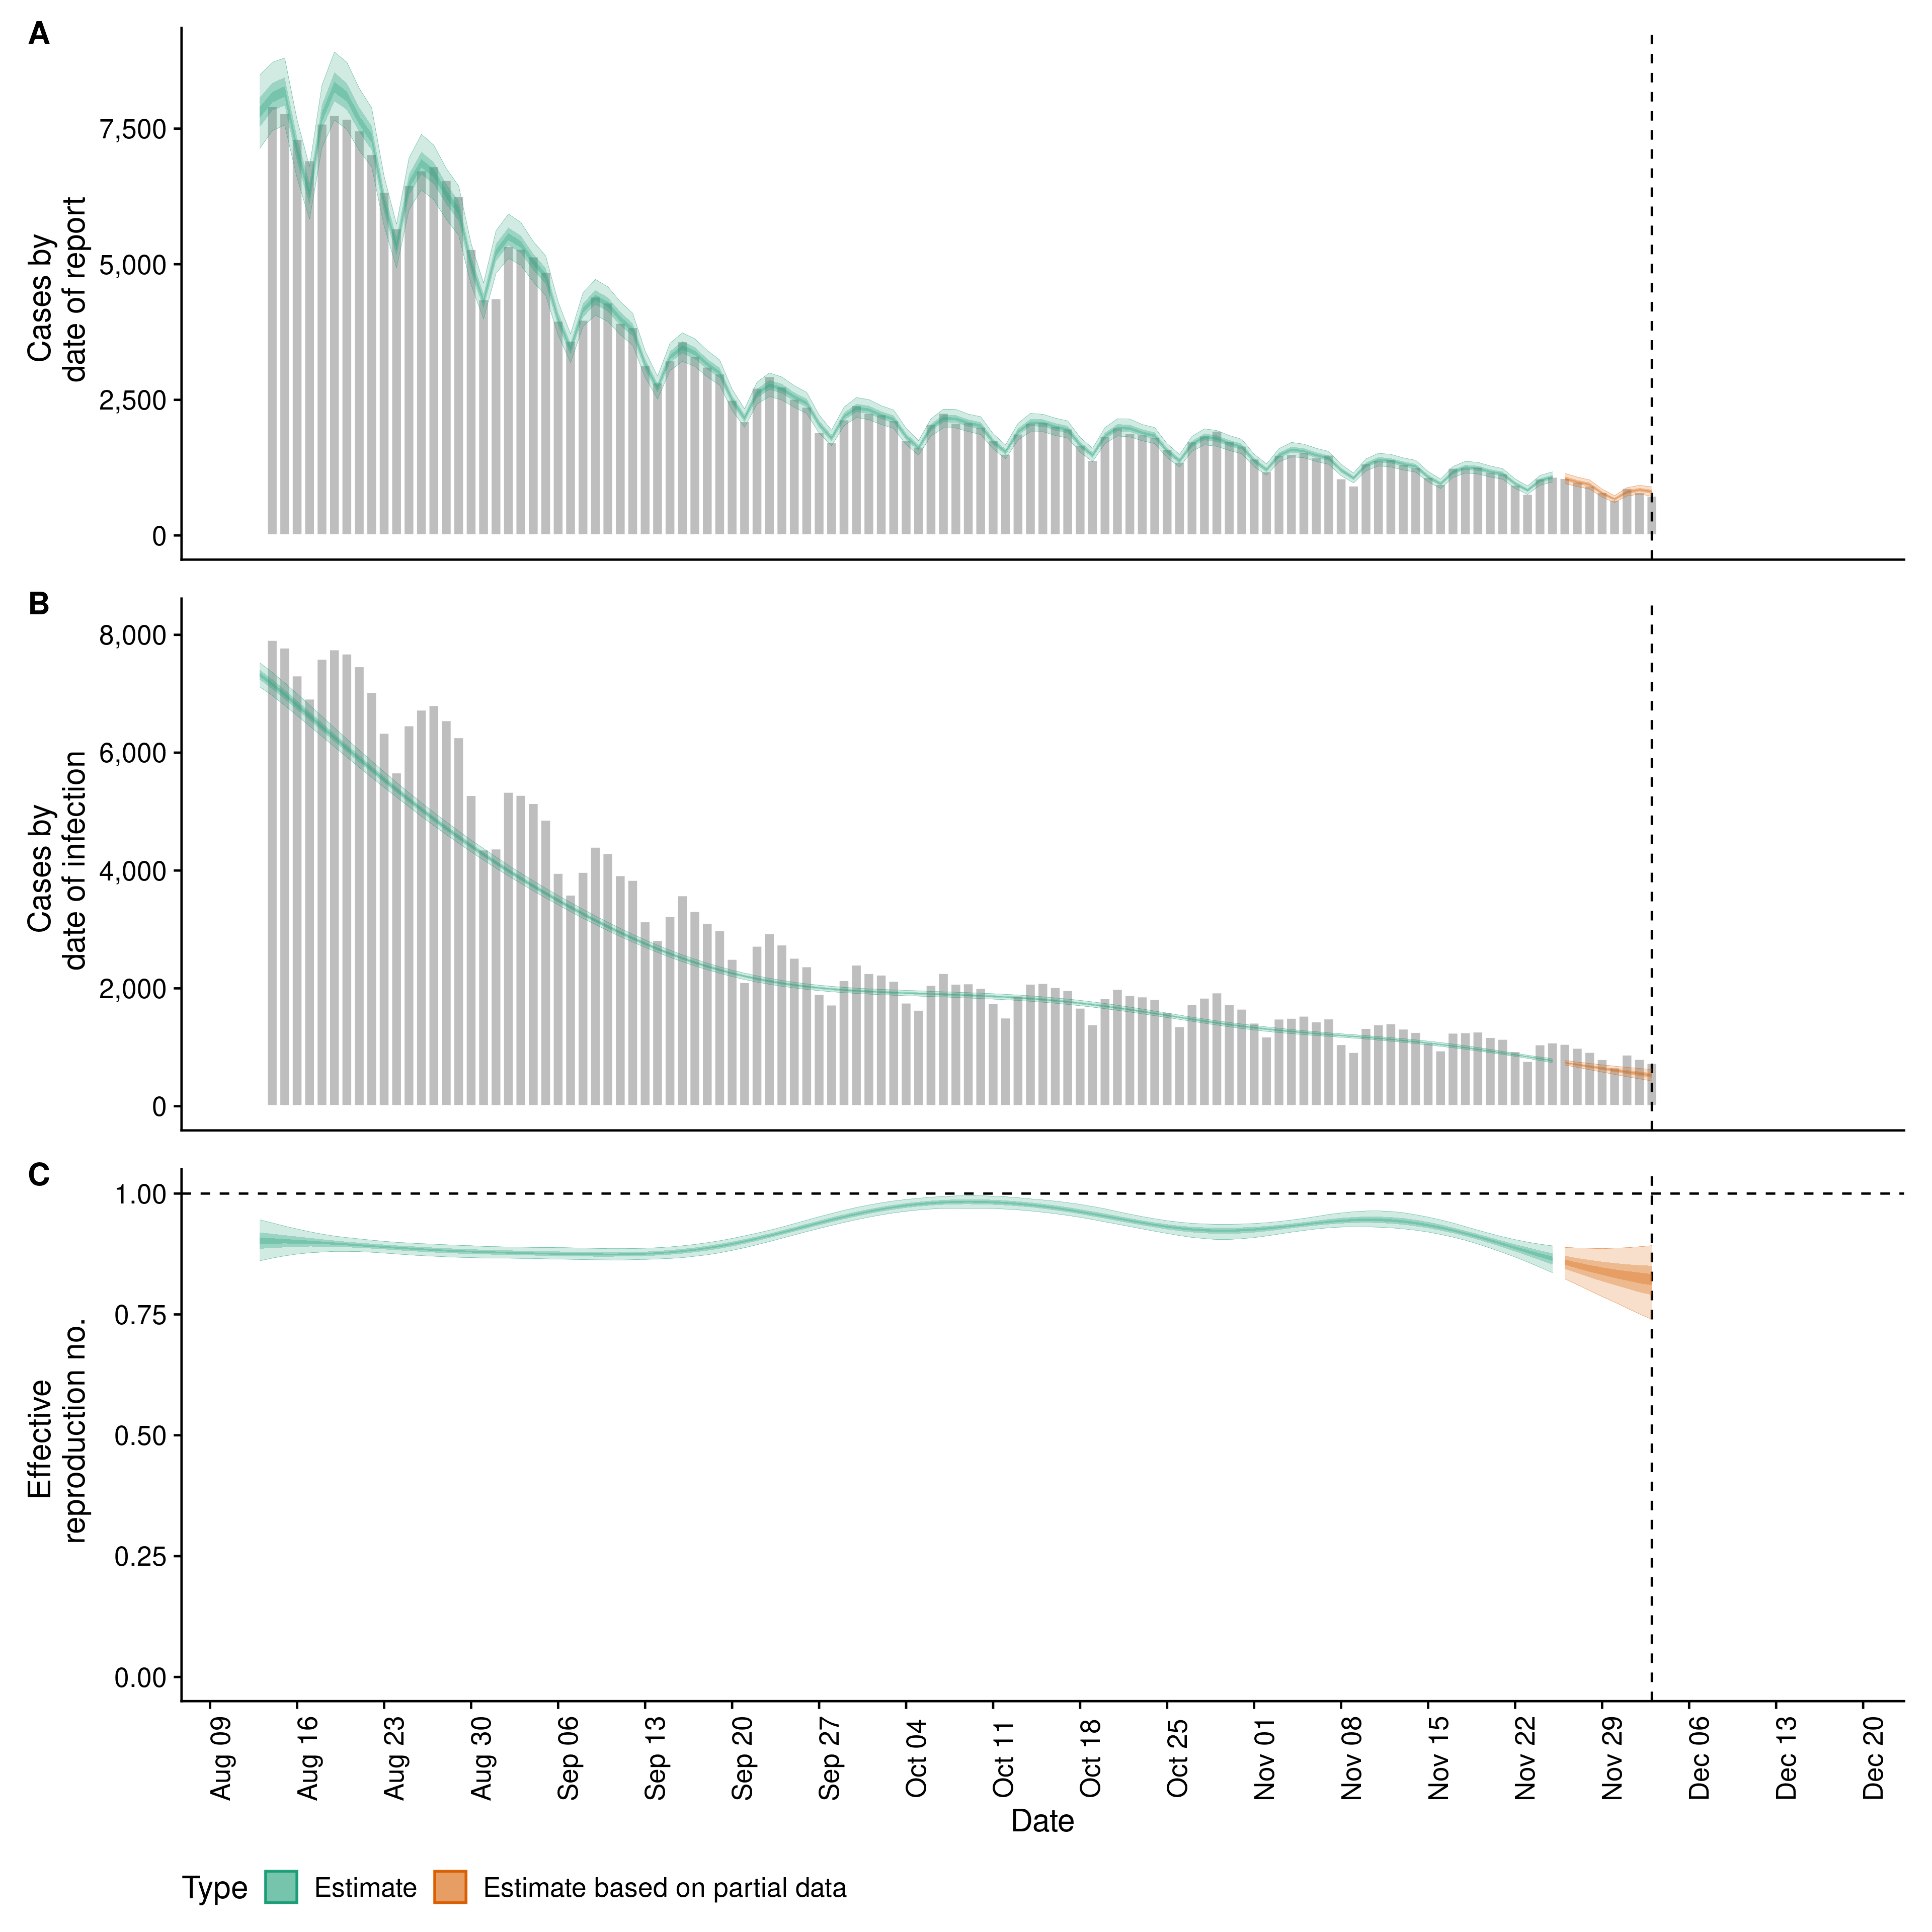 A
Cases by
date of report
7,500
5,000
2,500
0
B
Cases by
date of infection
8,000
6,000
4,000
2,000
0
C
Effective
reproduction no.
1.00
0.75
0.50
0.25
0.00
Aug 09
Aug 16
Aug 23
Aug 30
Sep 06
Sep 13
Sep 20
Sep 27
Oct 04
Oct 11
Oct 18
Oct 25
Nov 01
Nov 08
Nov 15
Nov 22
Nov 29
Dec 06
Dec 13
Dec 20
Date
Type Estimate Estimate based on partial data